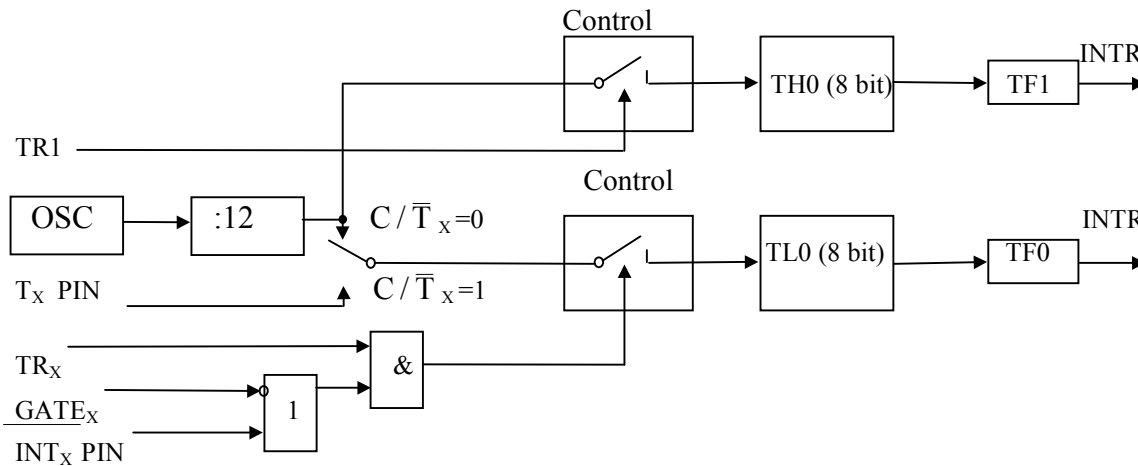 Control
INTR
TH0 (8 bit)
TF1
TR1
Control
OSC
:12
C / T̅ X =0
INTR
TL0 (8 bit)
TF0
TX PIN
C / T̅ X =1
TRX
&
GATEX
1
I̅N̅T̅X PIN